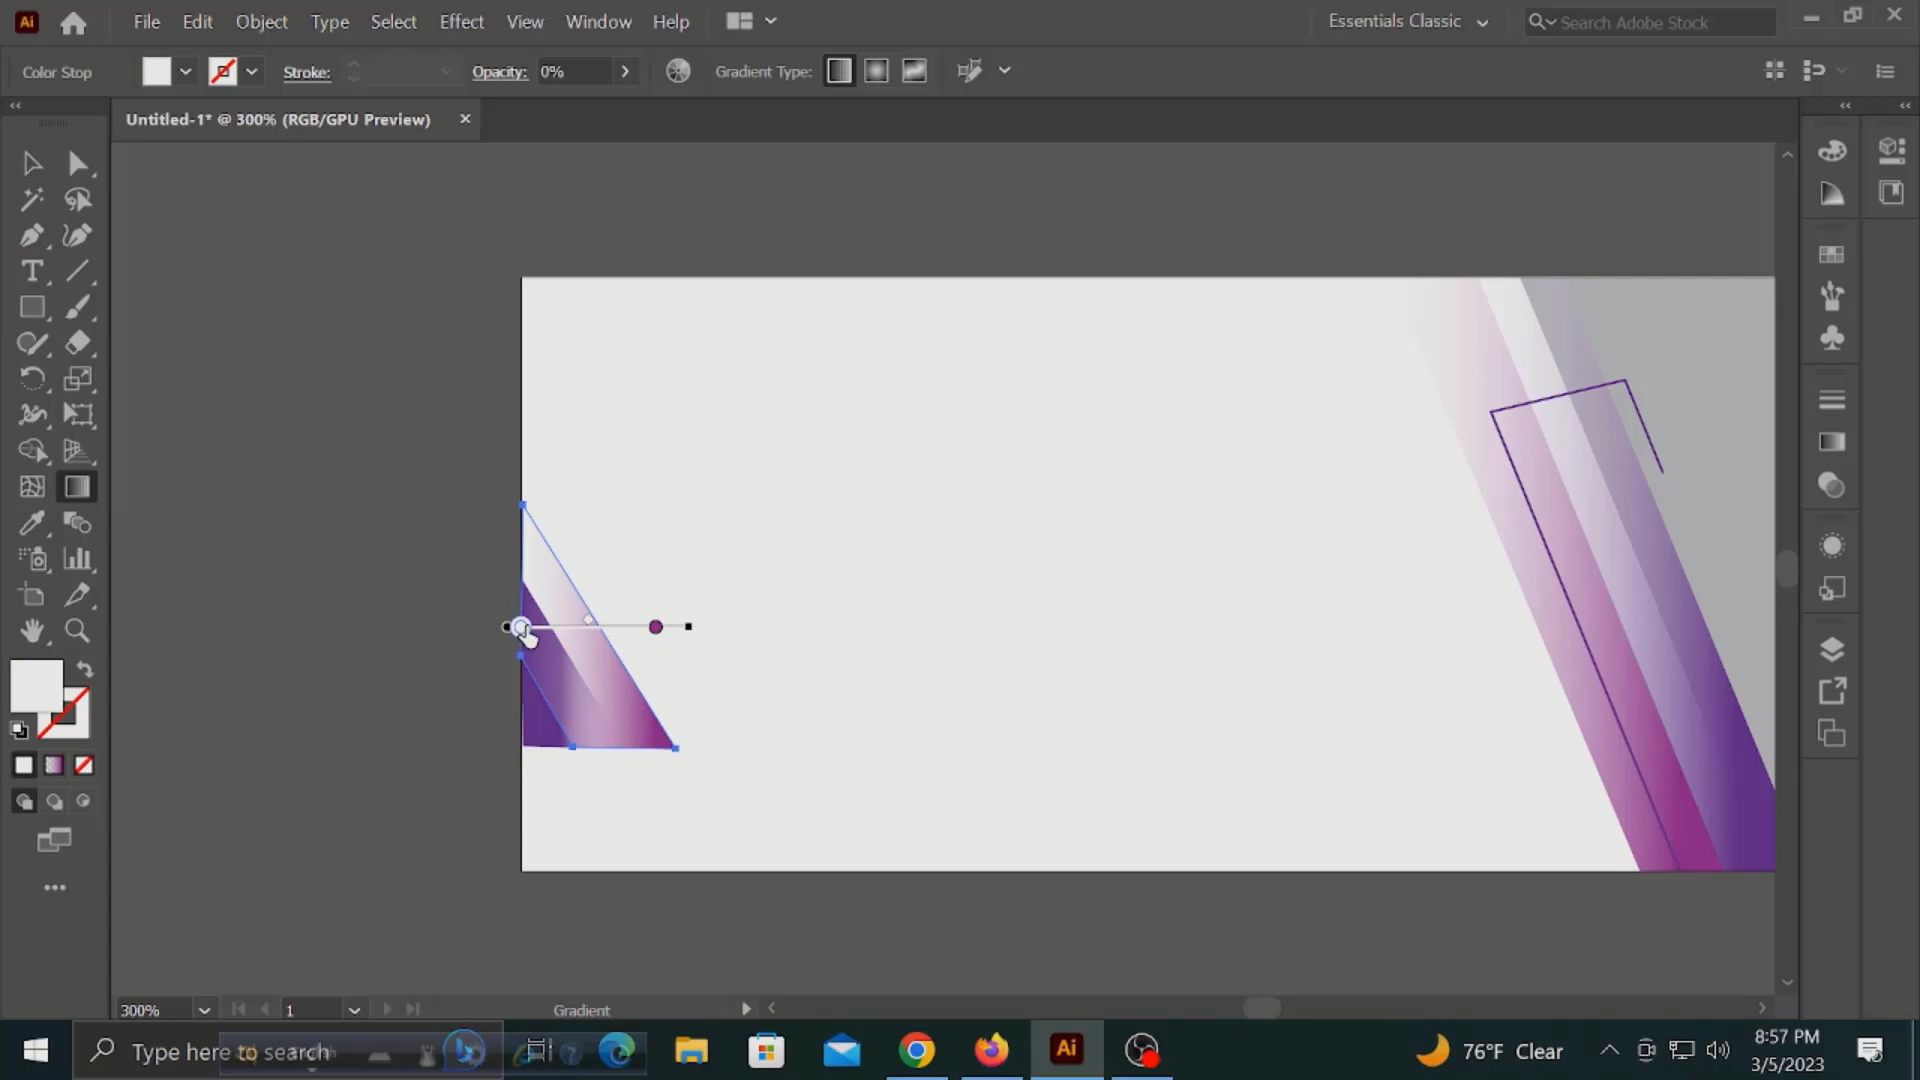 Ai File Edit Object Type Select Effect View Window Help Essentials Classic Search Adobe Stock
Color Stop Stroke: Opacity: 0% Gradient Type:
Untitled-1* @ 300% (RGB/GPU Preview)
300% 1 Gradient
Type here to search Ai 76°F Clear 8:57 PM
3/5/2023